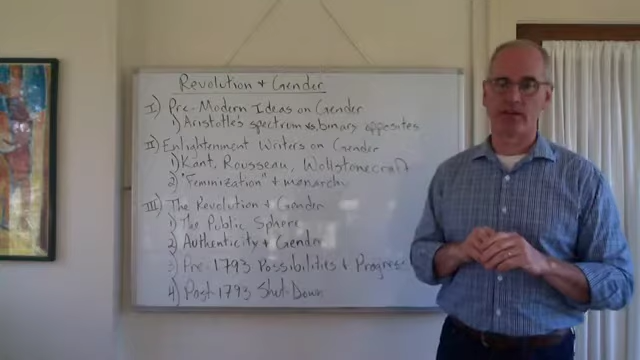 Revolution + Gender
I) Pre-Modern Ideas on Gender
1) Aristotle's spectrum vs. binary opposites
II) Enlightenment Writers on Gender
1) Kant, Rousseau, Wollstonecraft
2) "Feminization" + monarchy
III) The Revolution + Gender
1) The Public Sphere
2) Authenticity + Gender
3) Pre-1793 Possibilities + Progress
4) Post-1793 Shut-Down